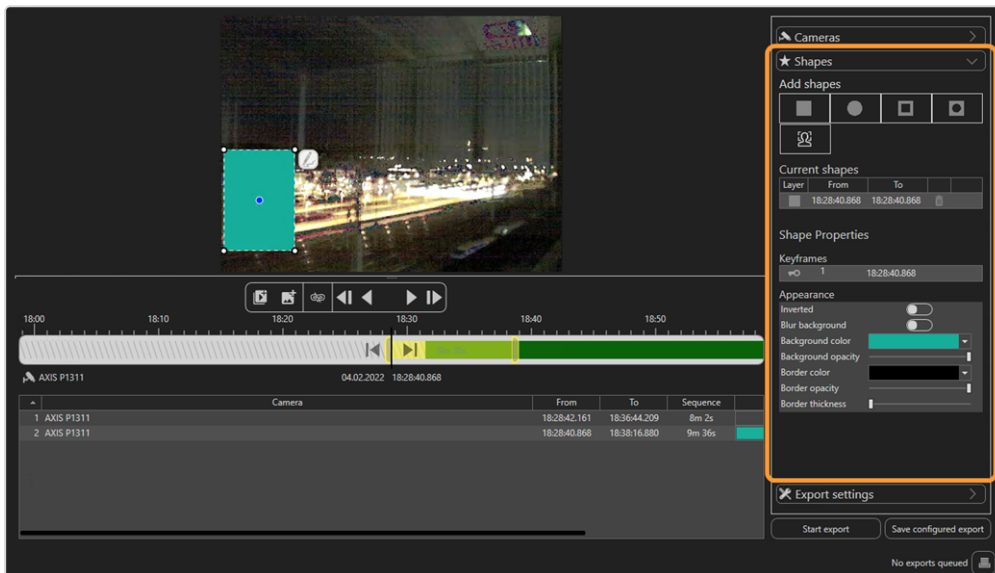 Cameras
Shapes
Add shapes
Current shapes
Layer From To
18:28:40.868 18:28:40.868
Shape Properties
Keyframes
1 18:28:40.868
Appearance
Inverted
Blur background
Background color
Background opacity
Border color
Border opacity
Border thickness
18:00 18:10 18:20 18:30 18:40 18:50
AXIS P1311 04.02.2022 18:28:40.868
Camera From To Sequence
1 AXIS P1311 18:28:42.161 18:36:44.209 8m 2s
2 AXIS P1311 18:28:40.868 18:38:16.880 9m 36s
Export settings
Start export Save configured export
No exports queued